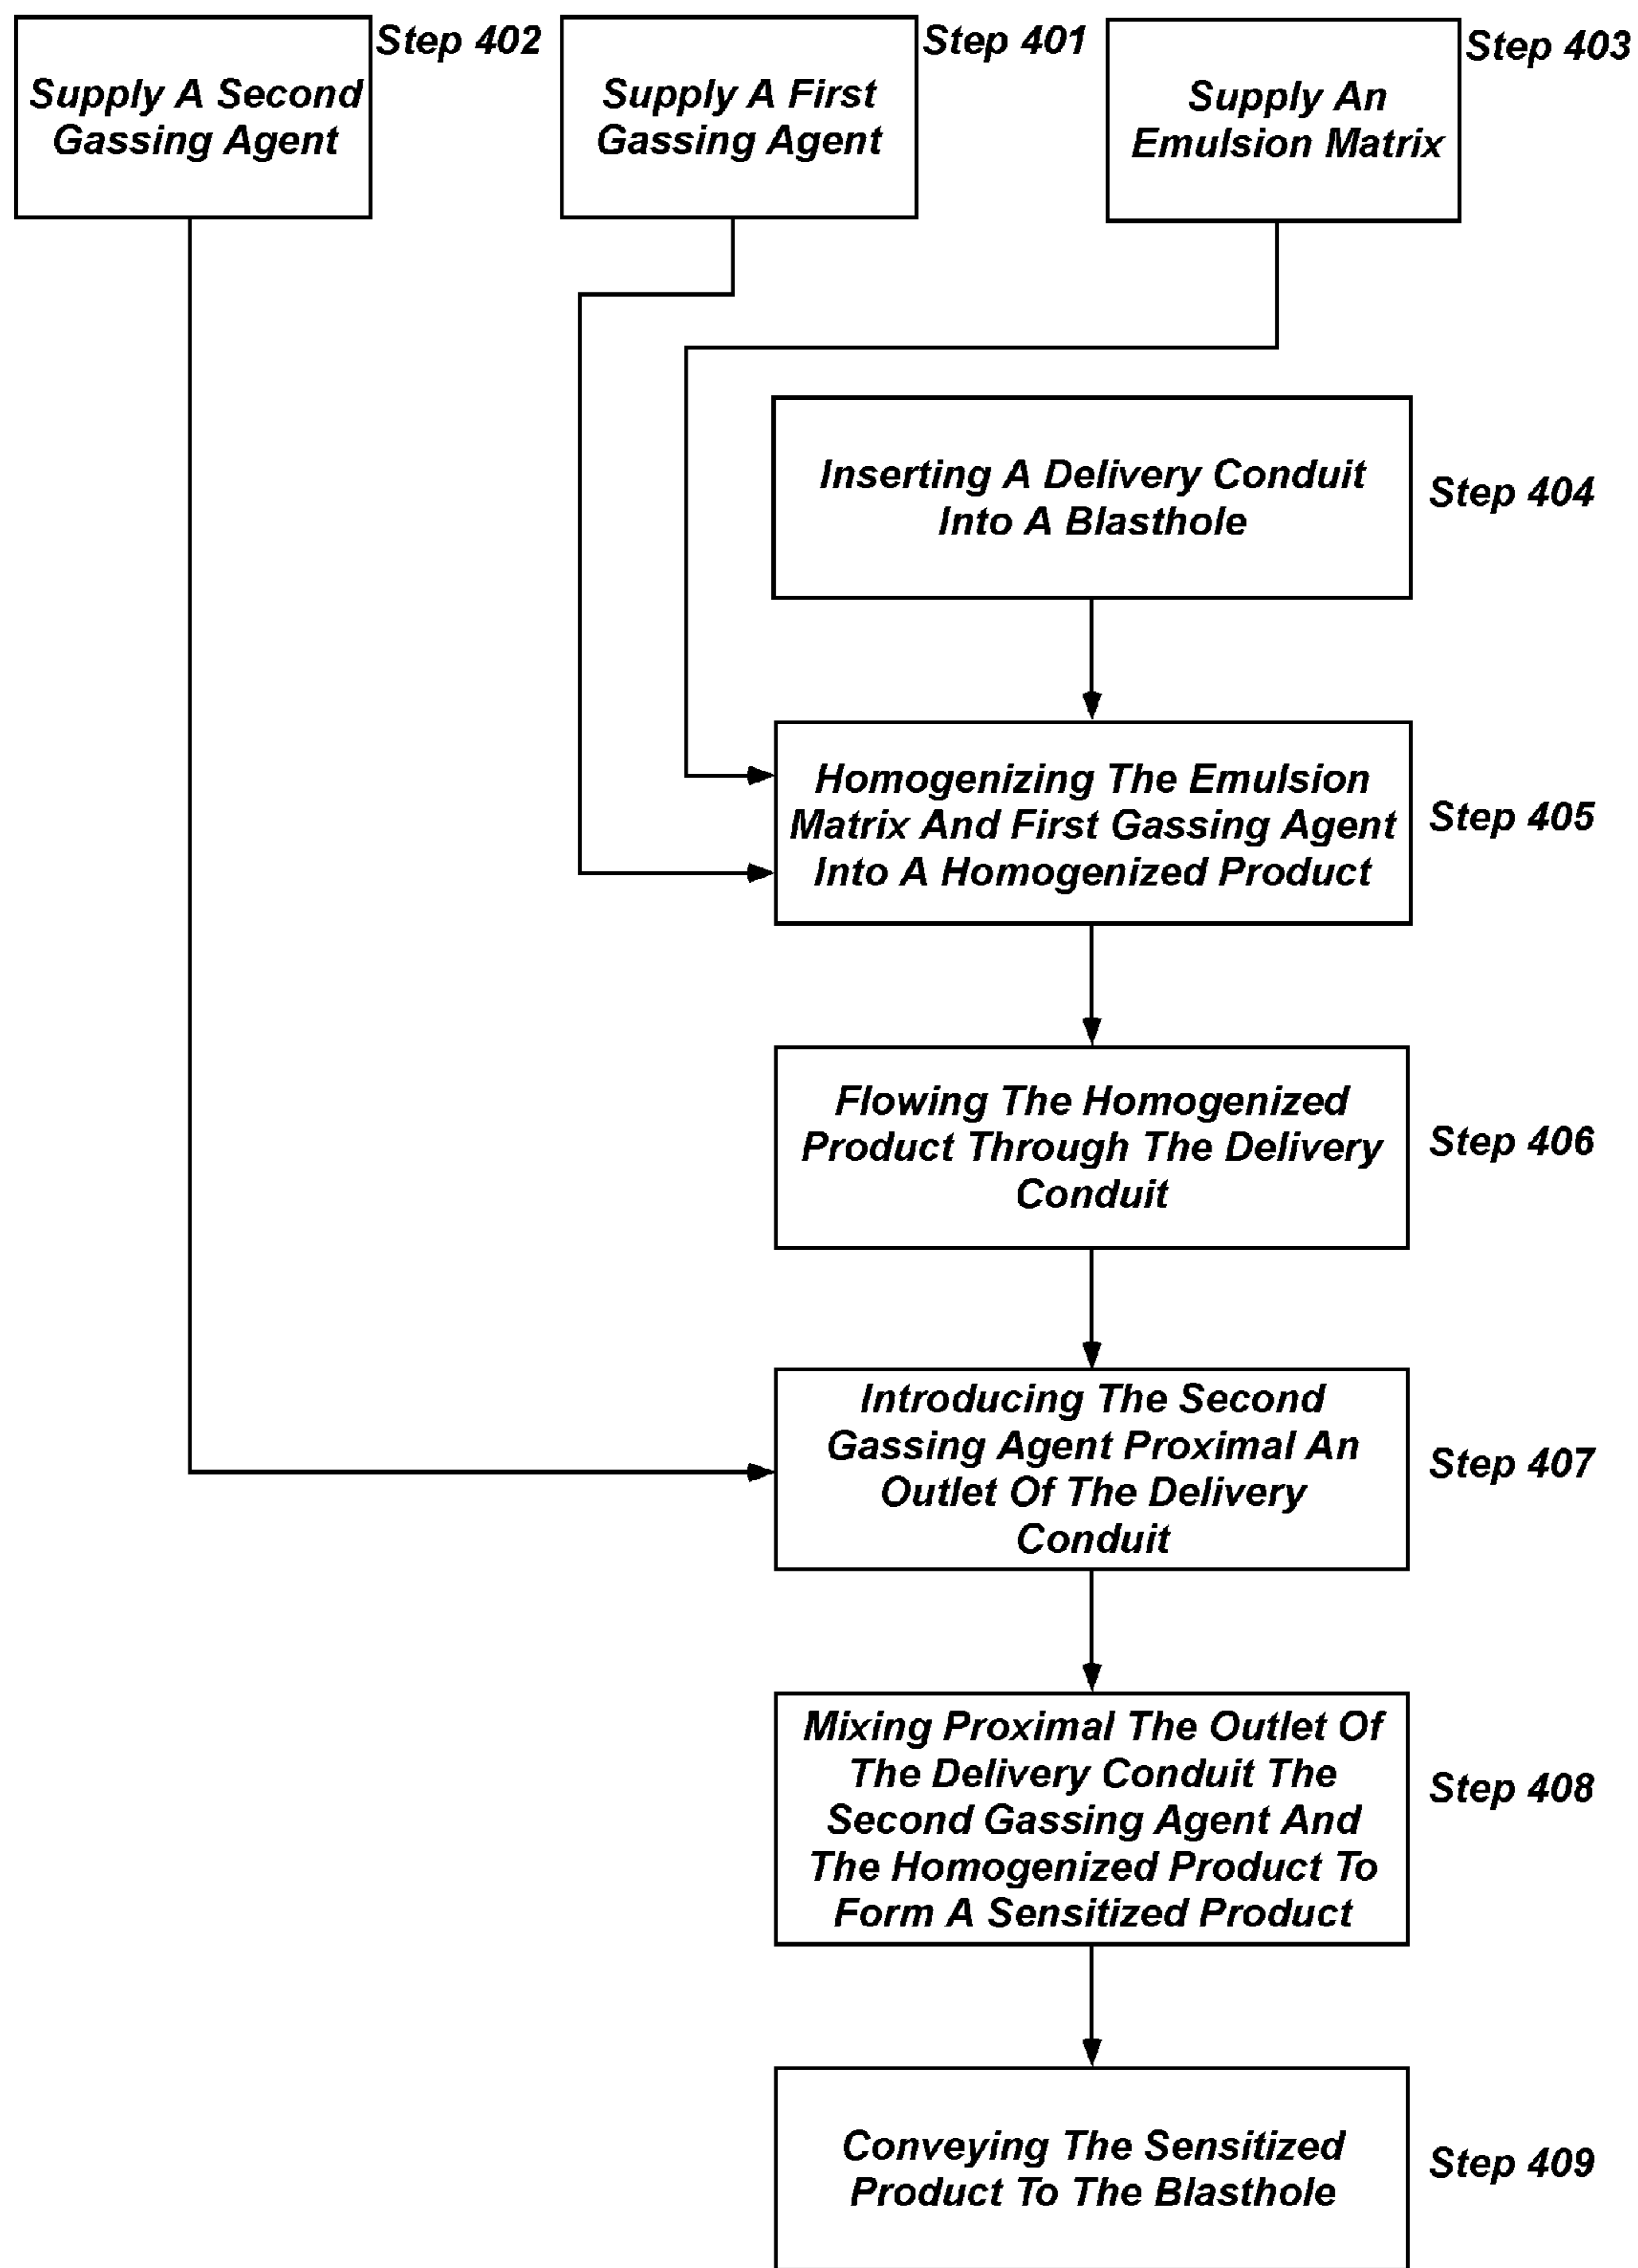 Step 402
Supply A Second
Gassing Agent
Step 401
Supply A First
Gassing Agent
Step 403
Supply An
Emulsion Matrix
Inserting A Delivery Conduit
Into A Blasthole
Step 404
Homogenizing The Emulsion
Matrix And First Gassing Agent
Into A Homogenized Product
Step 405
Flowing The Homogenized
Product Through The Delivery
Conduit
Step 406
Introducing The Second
Gassing Agent Proximal An
Outlet Of The Delivery
Conduit
Step 407
Mixing Proximal The Outlet Of
The Delivery Conduit The
Second Gassing Agent And
The Homogenized Product To
Form A Sensitized Product
Step 408
Conveying The Sensitized
Product To The Blasthole
Step 409